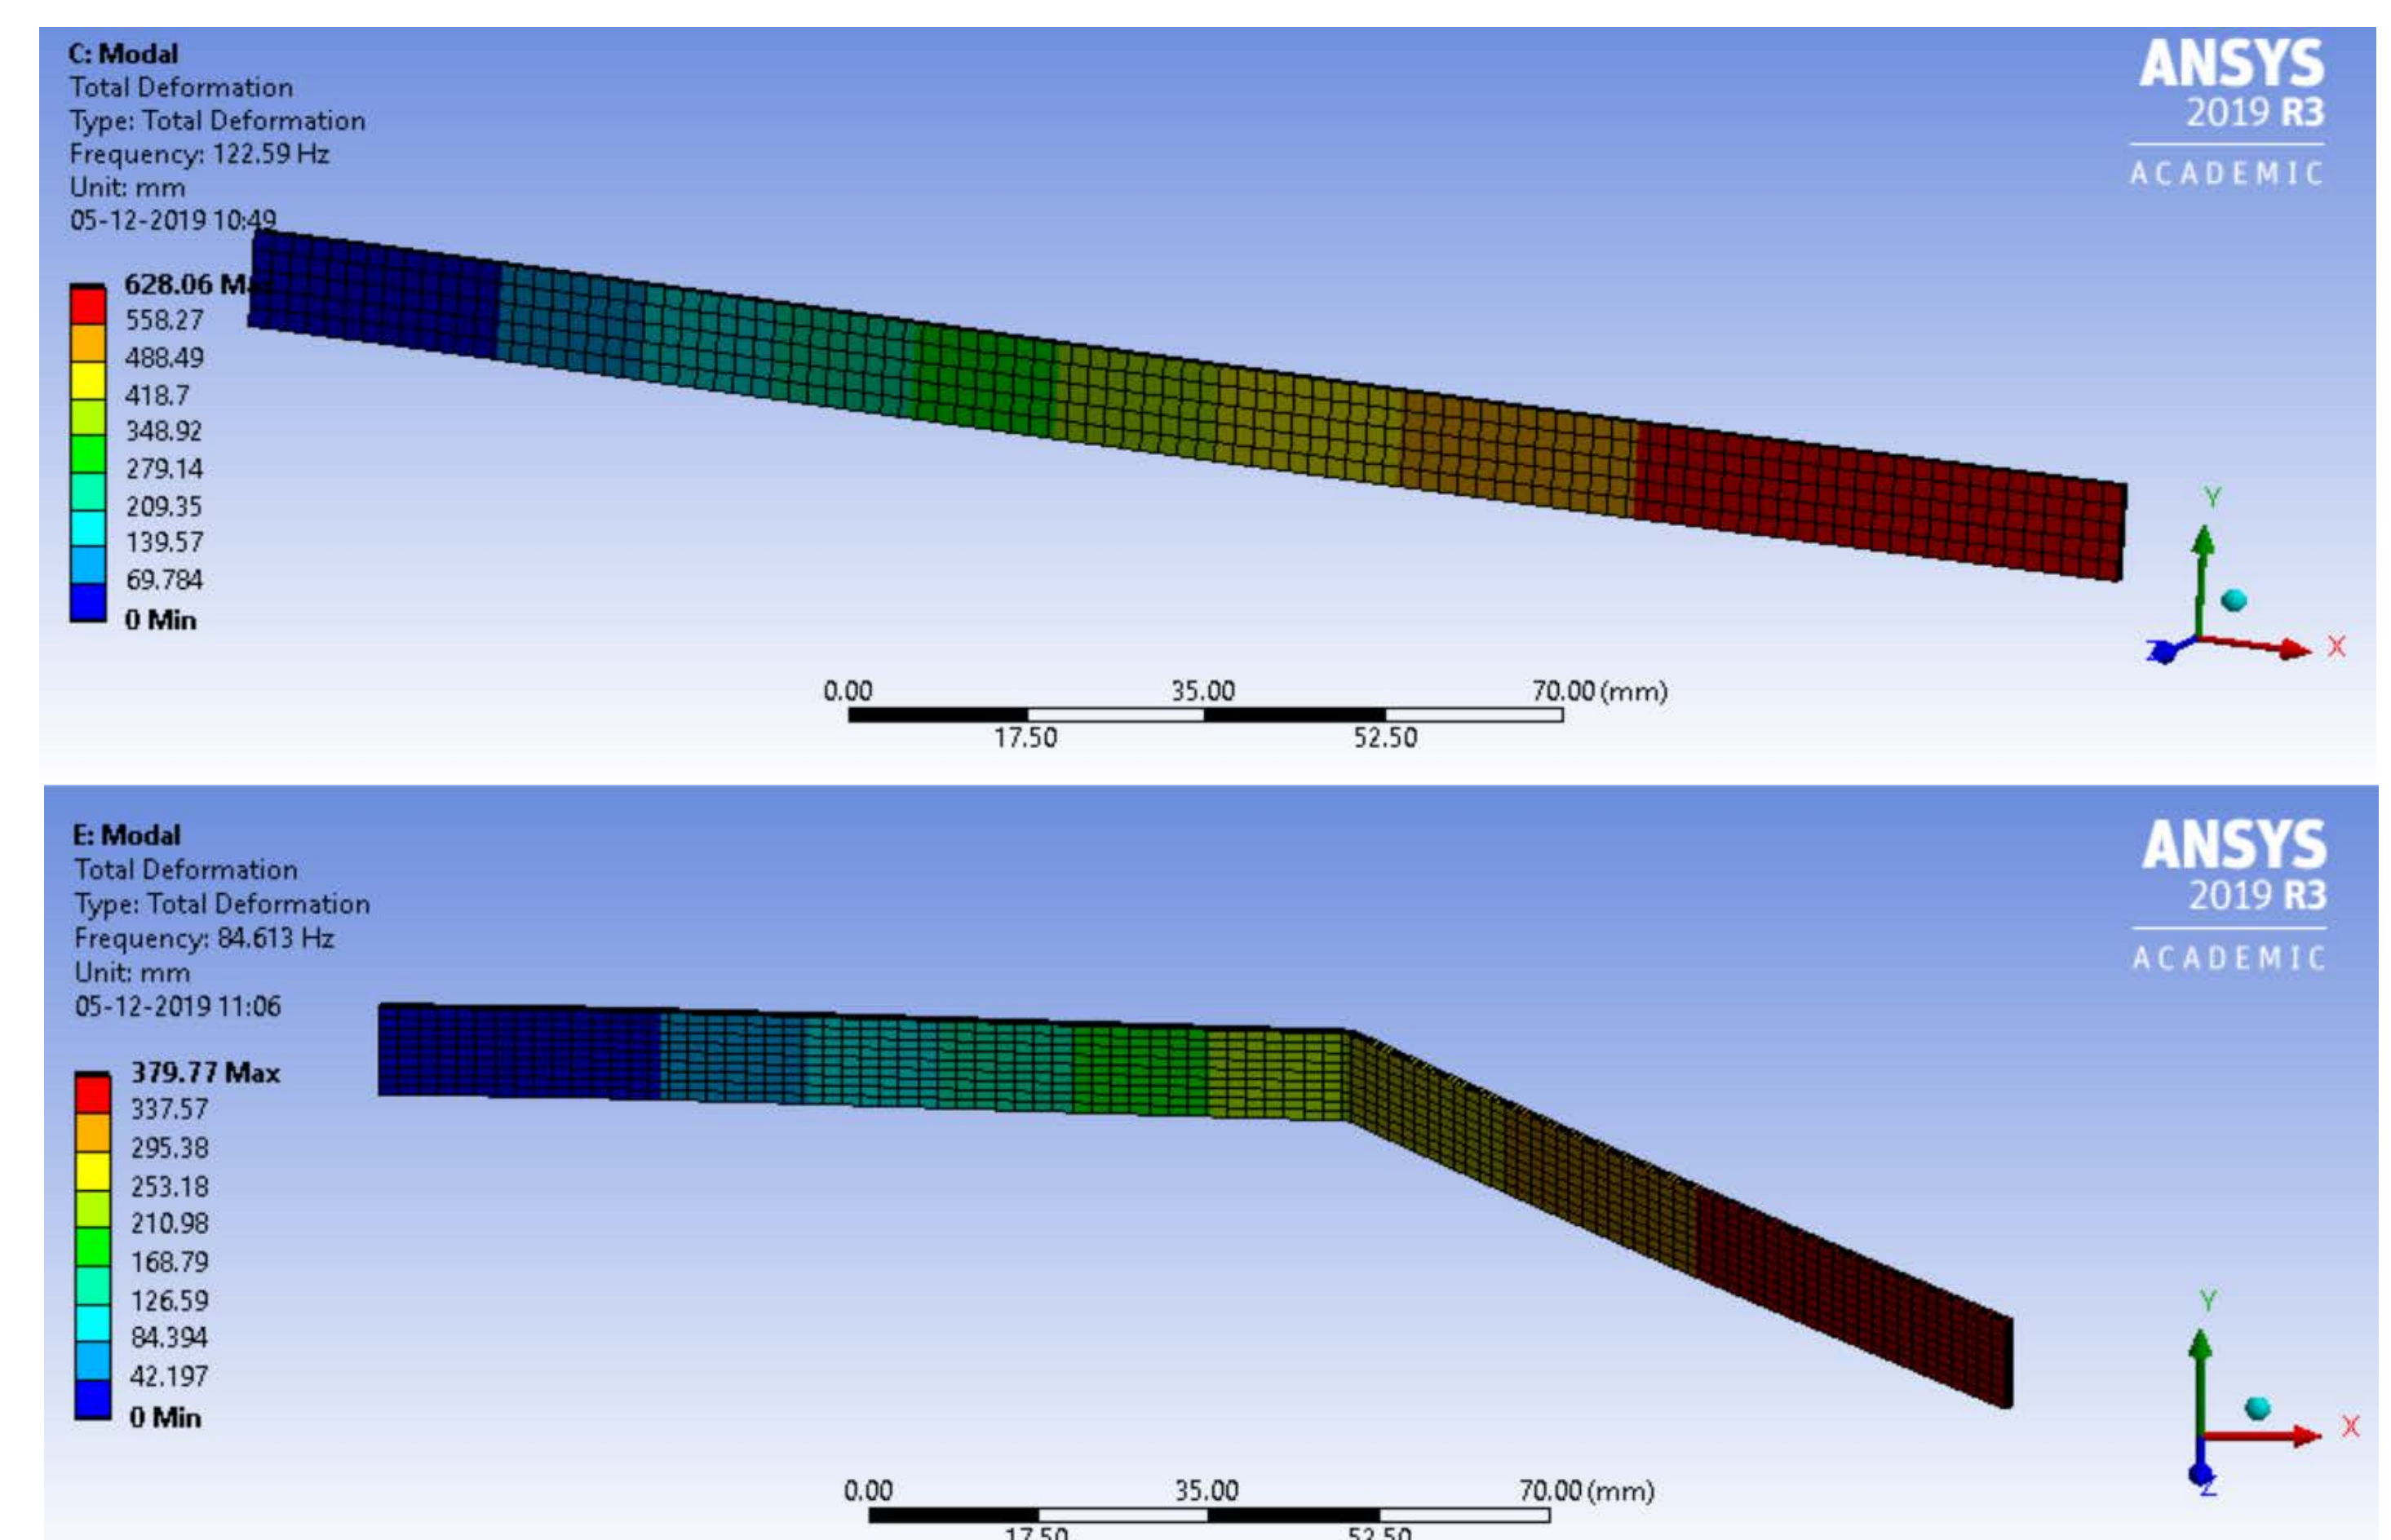 C: Modal
Total Deformation
Type: Total Deformation
Frequency: 122.59 Hz
Unit: mm
05-12-2019 10:49
ANSYS
2019 R3
ACADEMIC
628.06
558.27
488.49
418.7
348.92
279.14
209.35
139.57
69.784
0 Min
Y
Z
X
0.00 35.00 70.00 (mm)
17.50 52.50
E: Modal
Total Deformation
Type: Total Deformation
Frequency: 84.613 Hz
Unit: mm
05-12-2019 11:06
ANSYS
2019 R3
ACADEMIC
379.77 Max
337.57
295.38
253.18
210.98
168.79
126.59
84.394
42.197
0 Min
Y
X
Z
0.00 35.00 70.00 (mm)
17.50 52.50